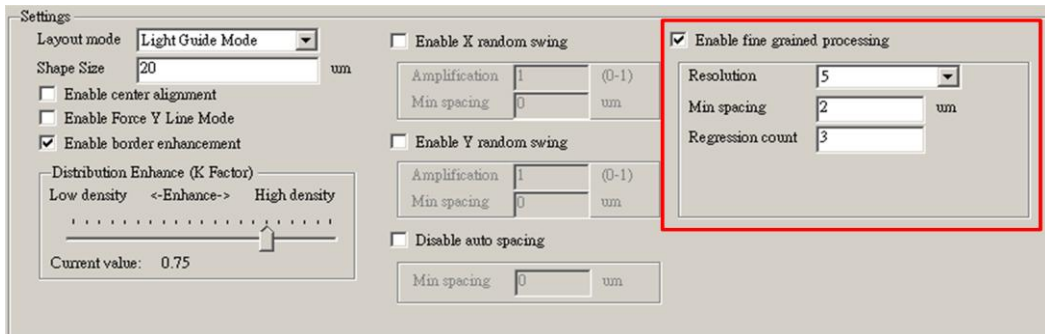 Settings
Layout mode Light Guide Mode
Shape Size 20 um
Enable center alignment
Enable Force Y Line Mode
Enable border enhancement
Distribution Enhance (K Factor)
Low density <-Enhance-> High density
Current value: 0.75
Enable X random swing
Amplification 1 (0-1)
Min spacing 0 um
Enable Y random swing
Amplification 1 (0-1)
Min spacing 0 um
Disable auto spacing
Min spacing 0 um
Enable fine grained processing
Resolution 5
Min spacing 2 um
Regression count 3